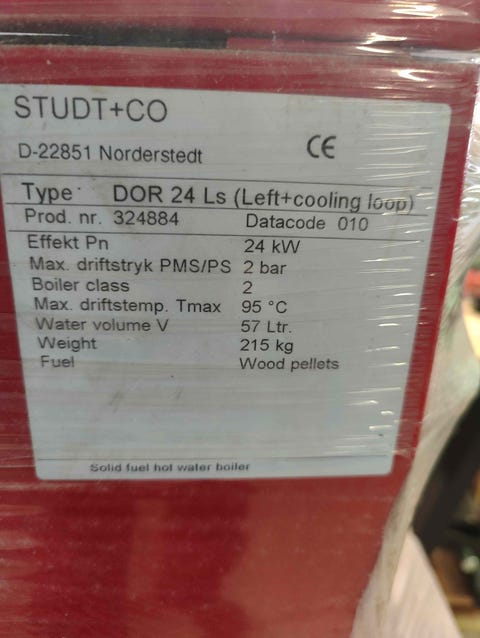 STUDT+CO
D-22851 Norderstedt CE
Type DOR 24 Ls (Left+cooling loop)
Prod. nr. 324884 Datacode 010
Effekt Pn 24 kW
Max. driftstryk PMS/PS 2 bar
Boiler class 2
Max. driftstemp. Tmax 95 °C
Water volume V 57 Ltr.
Weight 215 kg
Fuel Wood pellets
Solid fuel hot water boiler